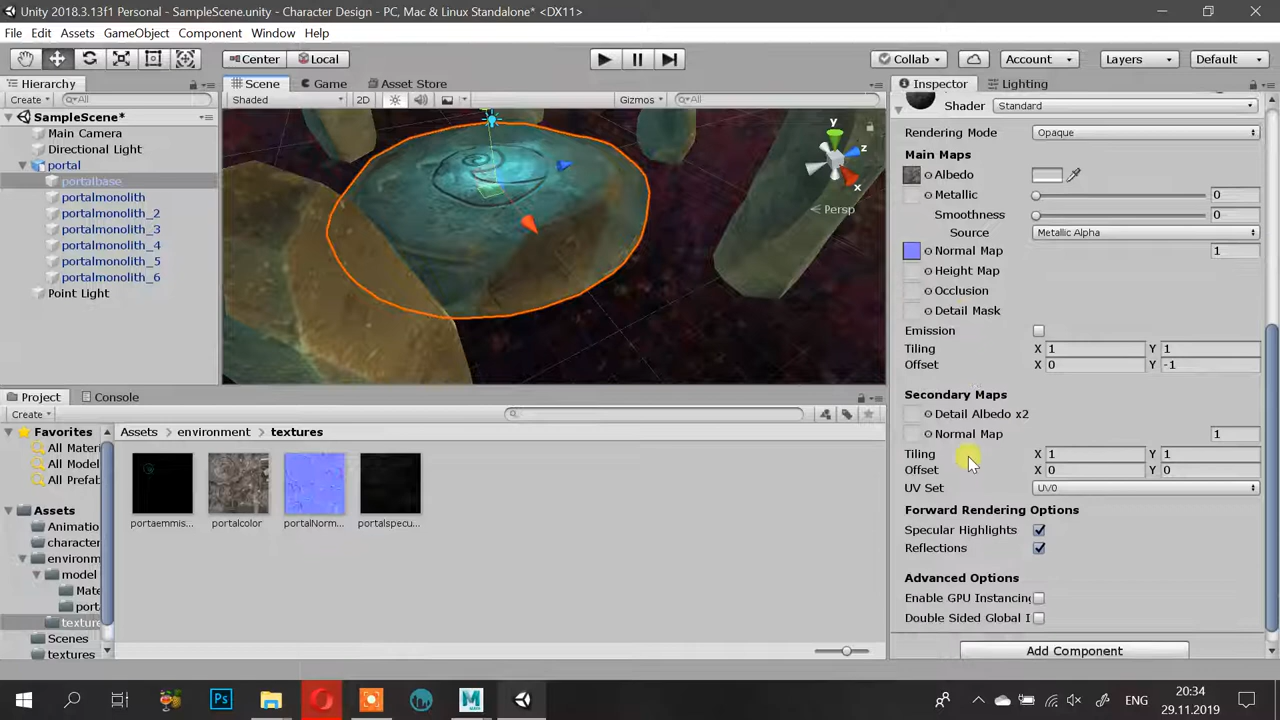 Unity 2018.3.13f1 Personal - SampleScene.unity - Character Design - PC, Mac & Linux Standalone* <DX11>
File Edit Assets GameObject Component Window Help
Center Local Collab Account Layers Default
Hierarchy Scene Game Asset Store Inspector Lighting
Create All Shaded 2D Gizmos All
Shader Standard
SampleScene*
Main Camera
Directional Light
portal
portalbase
portalmonolith
portalmonolith_2
portalmonolith_3
portalmonolith_4
portalmonolith_5
portalmonolith_6
Point Light
y
z
x
Persp
Rendering Mode Opaque
Main Maps
Albedo
Metallic 0
Smoothness 0
Source Metallic Alpha
Normal Map 1
Height Map
Occlusion
Detail Mask
Emission
Tiling X 1 Y 1
Offset X 0 Y -1
Secondary Maps
Detail Albedo x2
Normal Map 1
Tiling X 1 Y 1
Offset X 0 Y 0
UV Set UV0
Forward Rendering Options
Specular Highlights
Reflections
Advanced Options
Enable GPU Instancing
Double Sided Global I
Add Component
Project Console
Create
Favorites
All Materi
All Model
All Prefab
Assets
Animatio
characte
environm
model
Mate
port
texture
Scenes
textures
Assets environment textures
portaemmis... portalcolor portalNorm... portalspecu...
Ps M ENG
20:34
29.11.2019